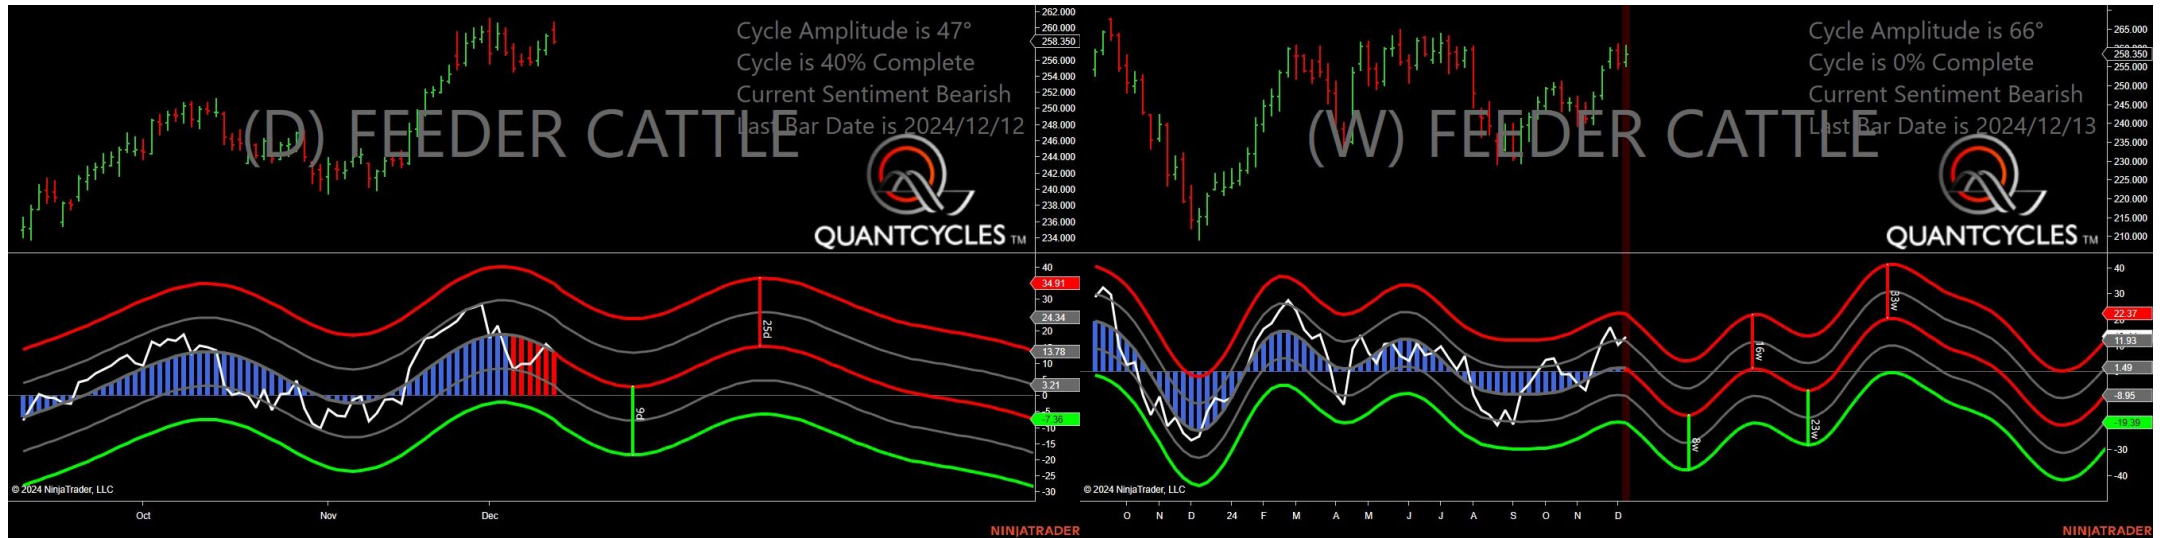 Cycle Amplitude is 47°
Cycle is 40% Complete
Current Sentiment Bearish
Last Bar Date is 2024/12/12
(D) FEEDER CATTLE
QUANTCYCLES TM
262.000
260.000
258.350
256.000
254.000
252.000
250.000
248.000
246.000
244.000
242.000
240.000
238.000
236.000
234.000
40
34.91
30
24.34
20
13.78
10
3.21
0
-5
-7.36
-10
-15
-20
-25
-30
25d
9d
© 2024 NinjaTrader, LLC
Oct
Nov
Dec
NINJATRADER
Cycle Amplitude is 66°
Cycle is 0% Complete
Current Sentiment Bearish
Last Bar Date is 2024/12/13
(W) FEEDER CATTLE
QUANTCYCLES TM
265.000
258.350
255.000
250.000
245.000
240.000
235.000
230.000
225.000
220.000
215.000
210.000
40
30
22.37
11.93
1.49
-8.95
-19.39
-30
-40
8w
16w
23w
33w
© 2024 NinjaTrader, LLC
O N D 24 F M A M J J A S O N D
NINJATRADER